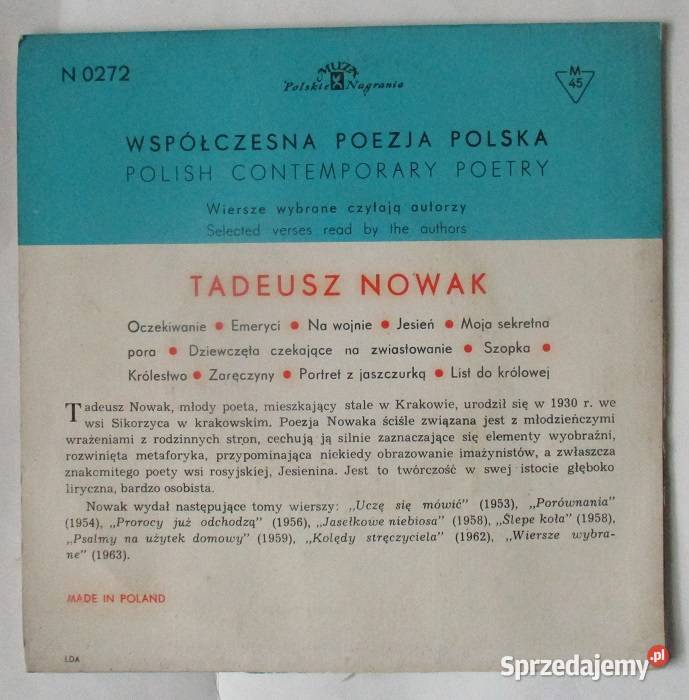 N 0272
MUZA
Polskie Nagrania
M
45
WSPÓŁCZESNA POEZJA POLSKA
POLISH CONTEMPORARY POETRY
Wiersze wybrane czytają autorzy
Selected verses read by the authors
TADEUSZ NOWAK
Oczekiwanie ● Emeryci ● Na wojnie ● Jesień ● Moja sekretna
pora ● Dziewczęta czekające na zwiastowanie ● Szopka ●
Królestwo ● Zaręczyny ● Portret z jaszczurką ● List do królowej
Tadeusz Nowak, młody poeta, mieszkający stale w Krakowie, urodził się w 1930 r. we
wsi Sikorzyca w krakowskim. Poezja Nowaka ściśle związana jest z młodzieńczymi
wrażeniami z rodzinnych stron, cechują ją silnie zaznaczające się elementy wyobraźni,
rozwinięta metaforyka, przypominająca niekiedy obrazowanie imażynistów, a zwłaszcza
znakomitego poety wsi rosyjskiej, Jesienina. Jest to twórczość w swej istocie głęboko
liryczna, bardzo osobista.
Nowak wydał następujące tomy wierszy: „Uczę się mówić" (1953), „Porównania"
(1954), „Prorocy już odchodzą" (1956), „Jasełkowe niebiosa" (1958), „Ślepe koła" (1958),
„Psalmy na użytek domowy" (1959), „Kolędy stręczyciela" (1962), „Wiersze wybra-
ne" (1963).
MADE IN POLAND
LDA
Sprzedajemy.pl